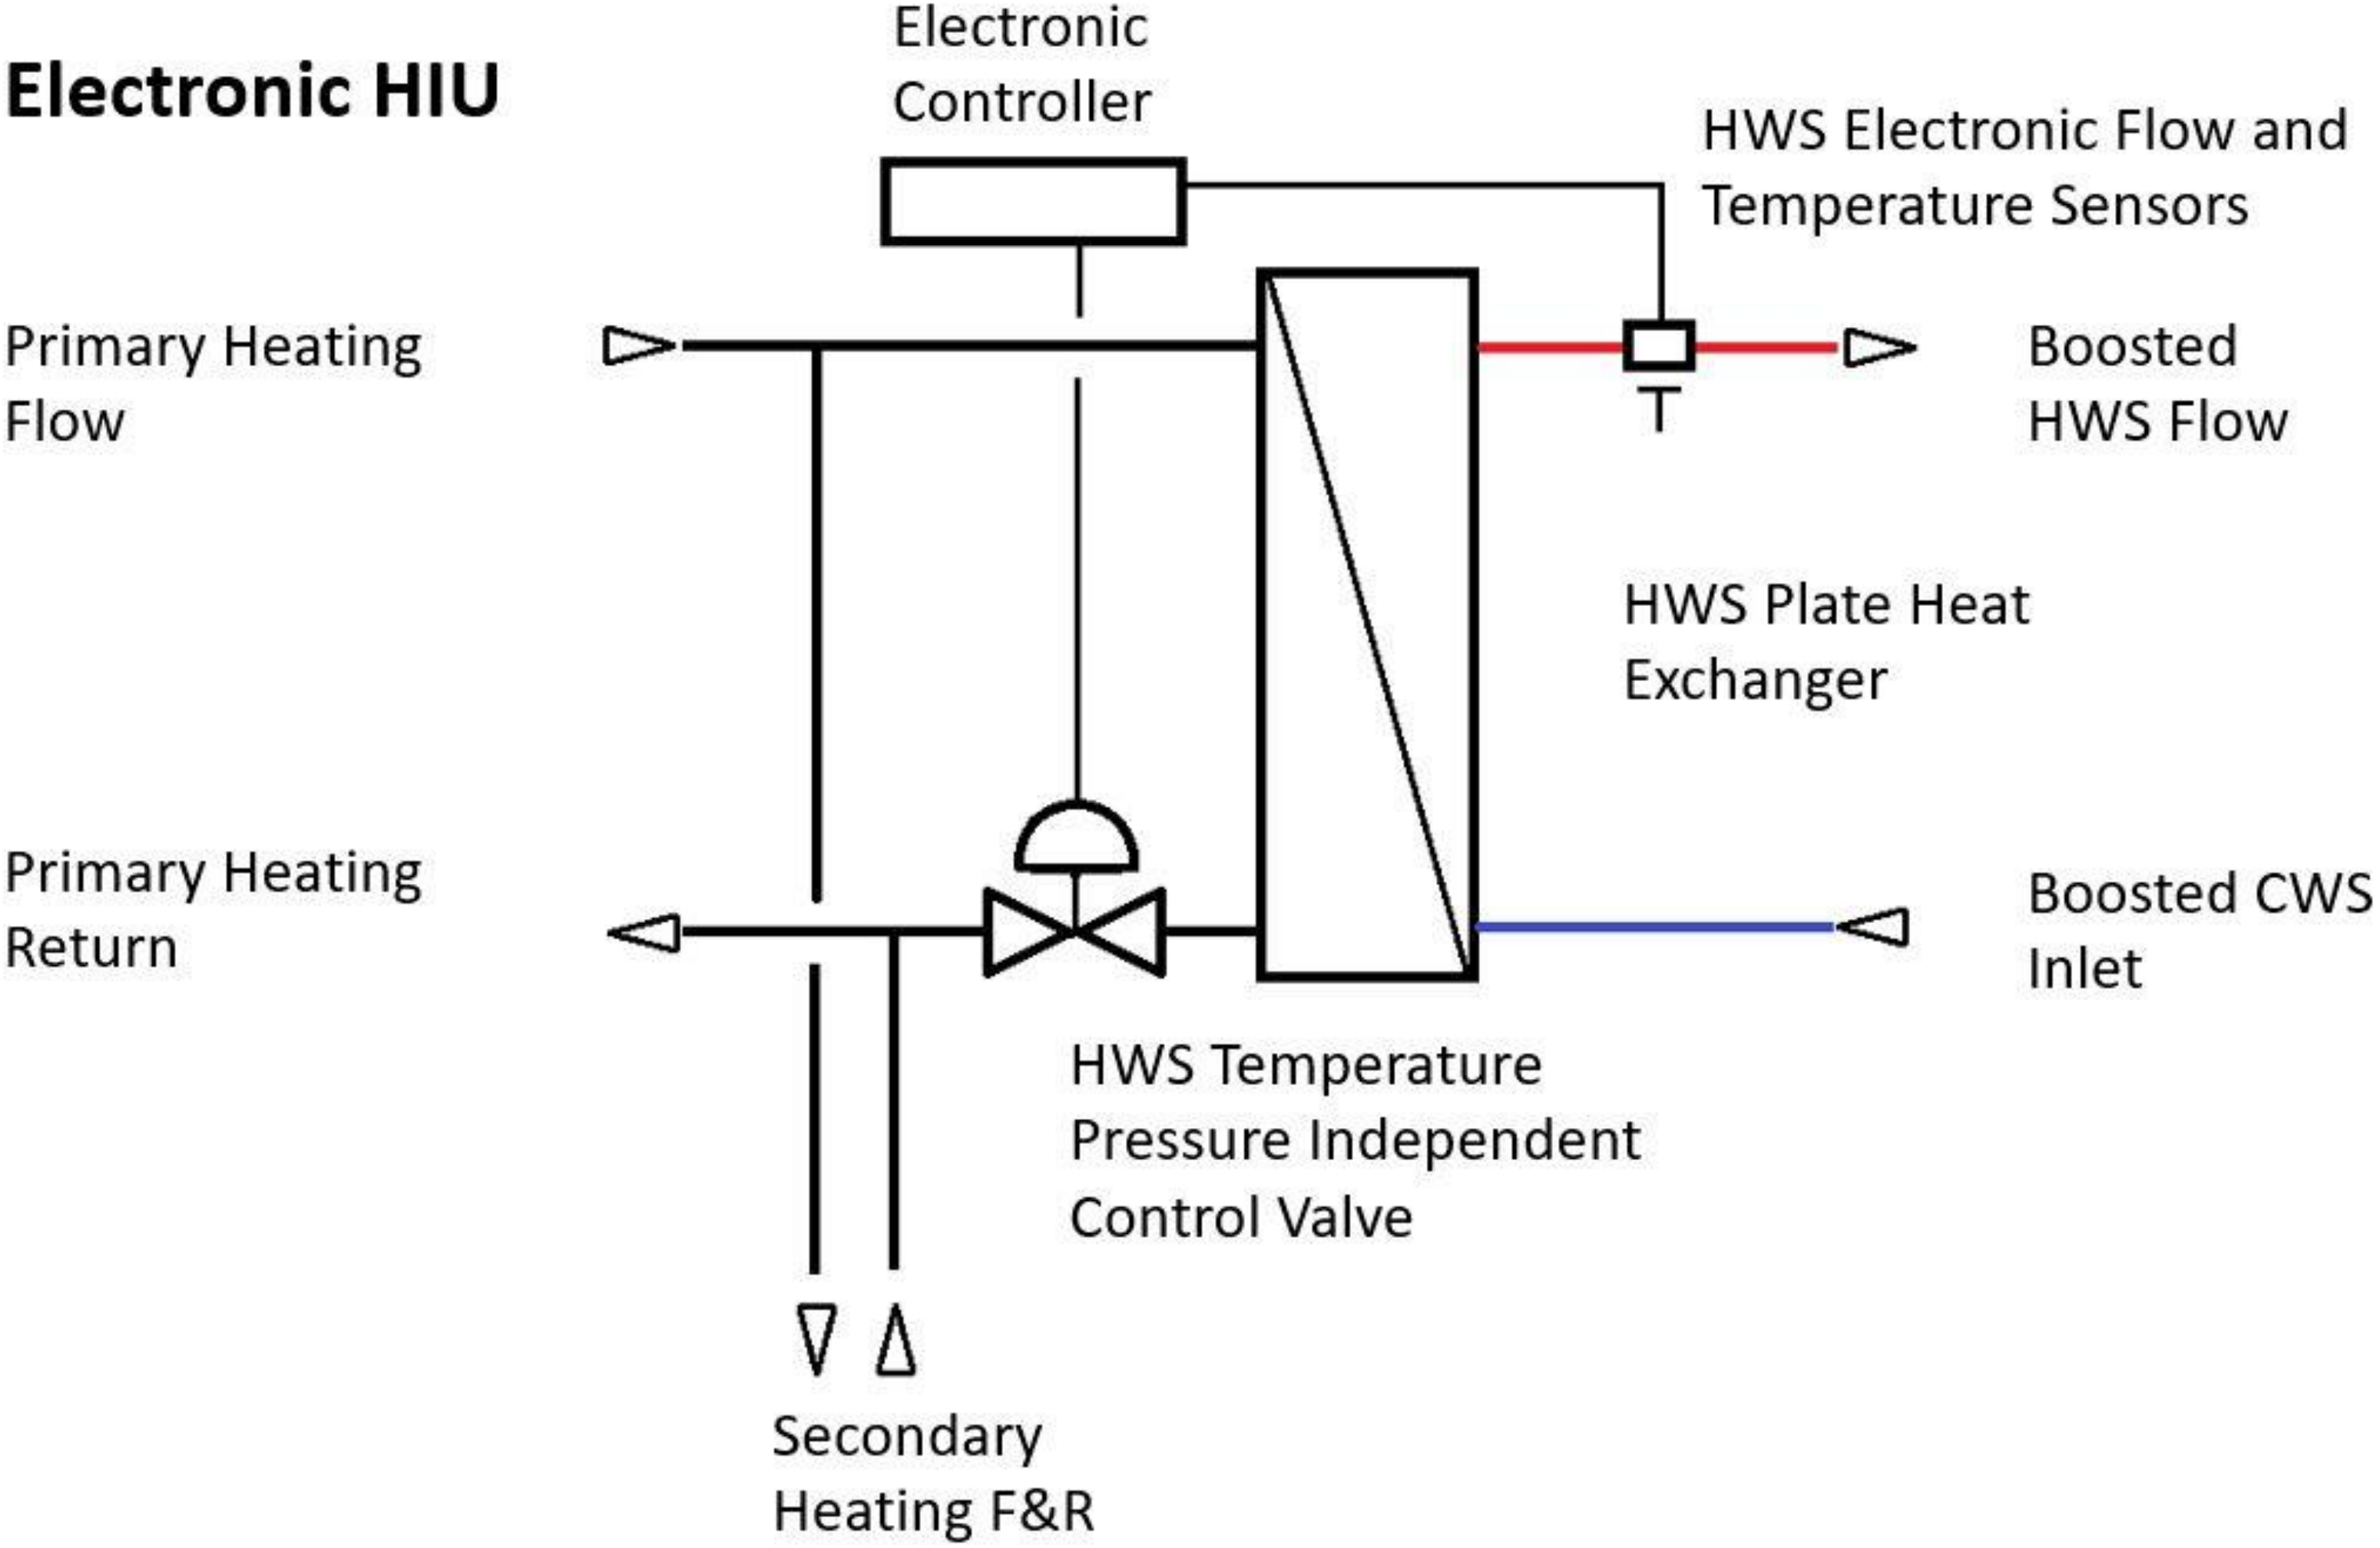 Electronic HIU
Electronic
Controller
HWS Electronic Flow and
Temperature Sensors
Primary Heating
Flow
Boosted
HWS Flow
T
HWS Plate Heat
Exchanger
Primary Heating
Return
Boosted CWS
Inlet
HWS Temperature
Pressure Independent
Control Valve
Secondary
Heating F&R